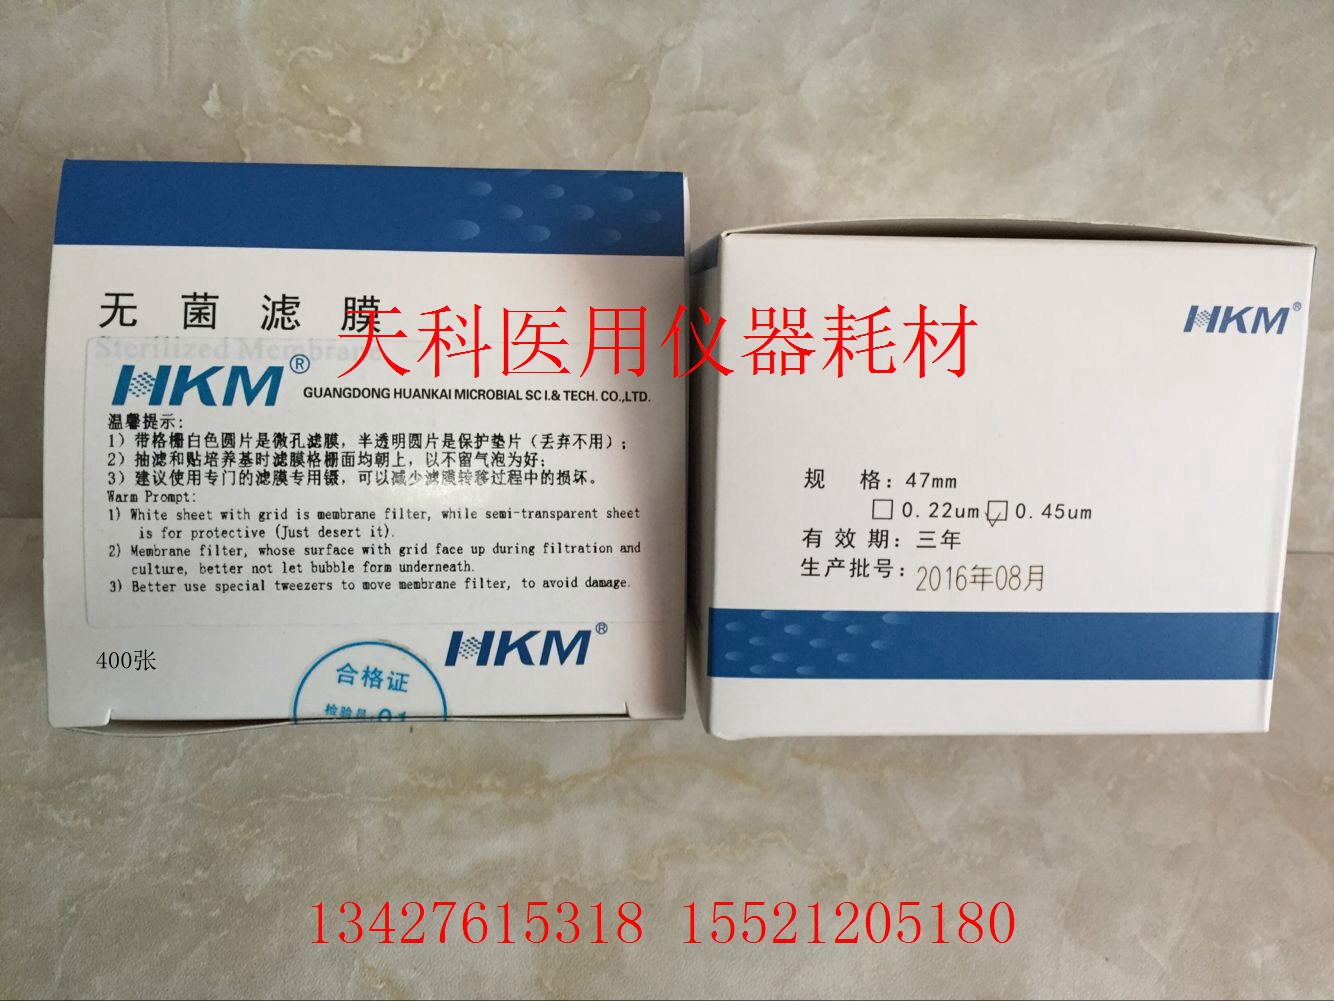 无菌滤膜
Sterilized Membrane
天科医用仪器耗材
HKM®
GUANGDONG HUANKAI MICROBIAL SCI.& TECH. CO.,LTD.
温馨提示:
1) 带格栅白色圆片是微孔滤膜，半透明圆片是保护垫片（丢弃不用）;
2) 抽滤和贴培养基时滤膜格栅面均朝上，以不留气泡为好;
3) 建议使用专门的滤膜专用镊，可以减少滤膜转移过程中的损坏。
Warm Prompt:
1) White sheet with grid is membrane filter, while semi-transparent sheet
is for protective (Just desert it).
2) Membrane filter, whose surface with grid face up during filtration and
culture, better not let bubble form underneath.
3) Better use special tweezers to move membrane filter, to avoid damage.
400张
合格证
检验员:01
HKM®
HKM®
规 格: 47mm
0.22um 0.45um
有效期: 三年
生产批号: 2016年08月
13427615318 15521205180